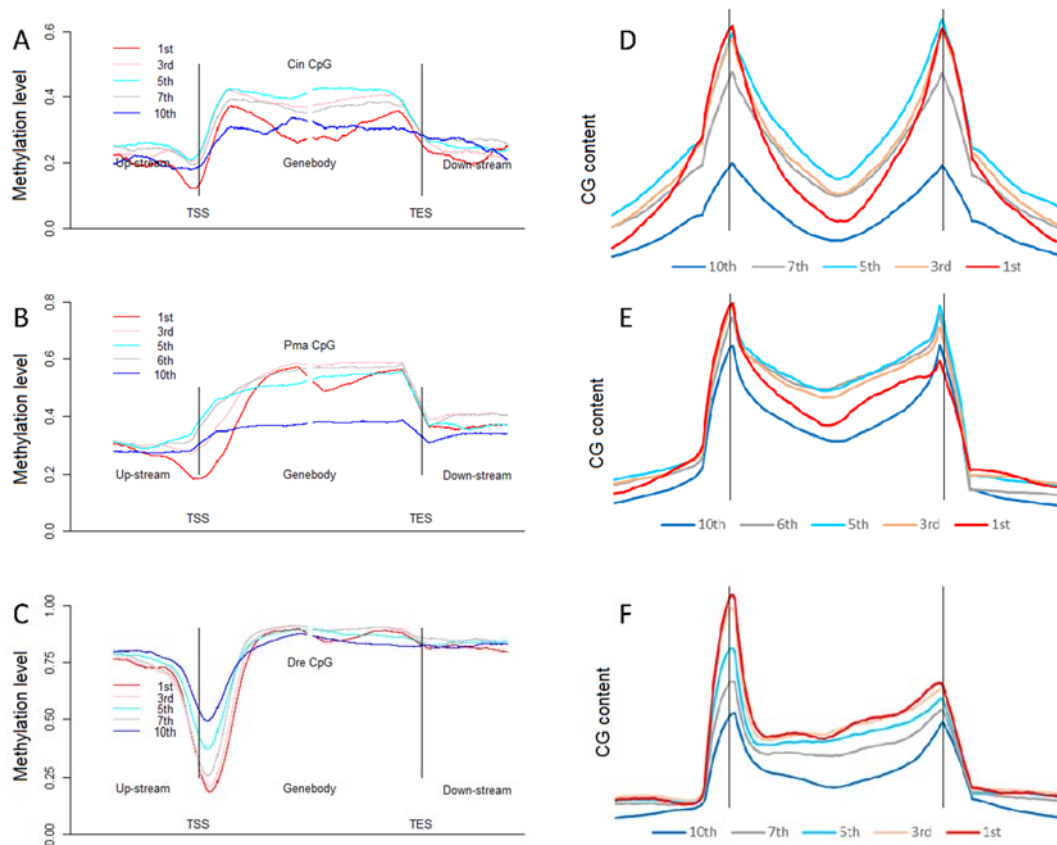 A
Methylation level
0.6
0.4
0.2
0.0
1st
3rd
5th
7th
10th
Cin CpG
Up-stream
Genebody
Down-stream
TSS
TES
D
CG content
10th 7th 5th 3rd 1st
B
Methylation level
0.8
0.6
0.4
0.2
0.0
1st
3rd
5th
6th
10th
Pma CpG
Up-stream
Genebody
Down-stream
TSS
TES
E
CG content
10th 6th 5th 3rd 1st
C
Methylation level
1.00
0.75
0.50
0.25
0.00
Dre CpG
1st
3rd
5th
7th
10th
Up-stream
Genebody
Down-stream
TSS
TES
F
CG content
10th 7th 5th 3rd 1st